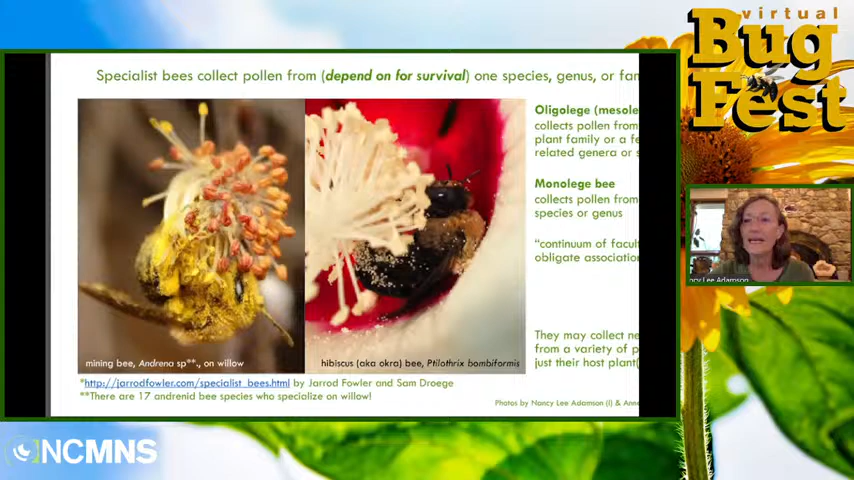 virtual
Bug
Fest
Specialist bees collect pollen from (depend on for survival) one species, genus, or fam
Oligolege (mesole
collects pollen from
plant family or a fe
related genera or s
Monolege bee
collects pollen from
species or genus
"continuum of facult
obligate association
They may collect ne
from a variety of p
just their host plant(
mining bee, Andrena sp**., on willow
hibiscus (aka okra) bee, Ptilothrix bombiformis
*http://jarrodfowler.com/specialist_bees.html by Jarrod Fowler and Sam Droege
**There are 17 andrenid bee species who specialize on willow!
Photos by Nancy Lee Adamson (l) & Ann
ncy Lee Adamson
NCMNS